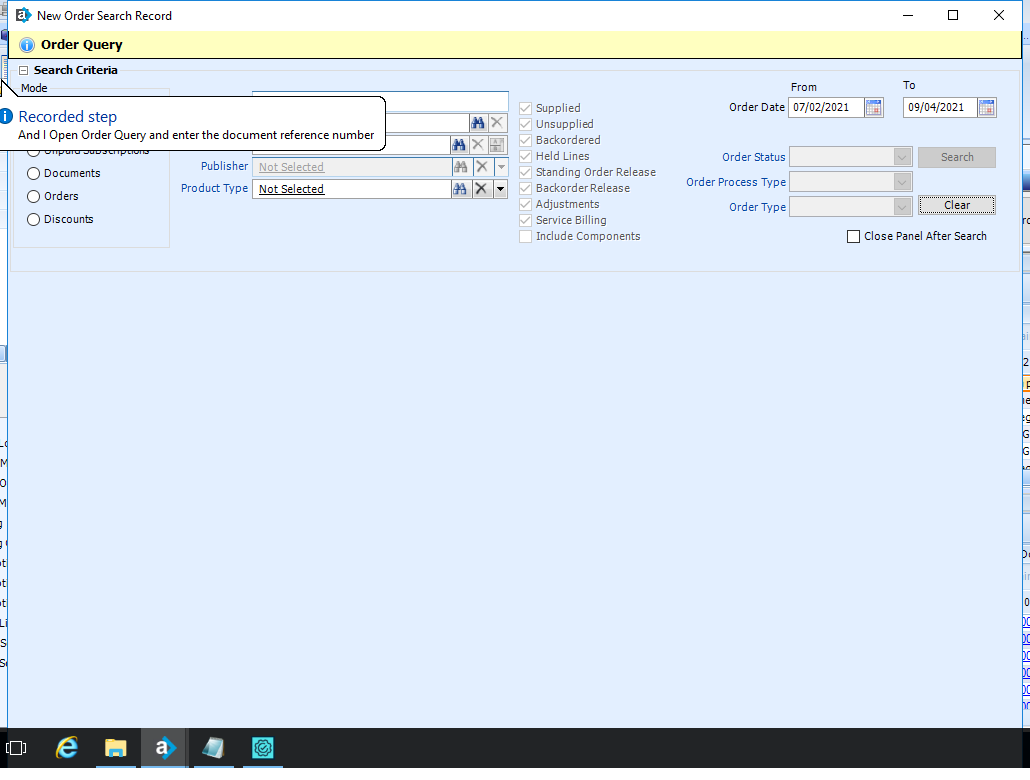 New Order Search Record
Order Query
Search Criteria
Mode
Recorded step
And I Open Order Query and enter the document reference number
Unpaid Subscriptions
Documents
Orders
Discounts
Publisher
Not Selected
Product Type
Not Selected
Supplied
Unsupplied
Backordered
Held Lines
Standing Order Release
Backorder Release
Adjustments
Service Billing
Include Components
From
To
Order Date
07/02/2021
09/04/2021
Order Status
Search
Order Process Type
Order Type
Clear
Close Panel After Search